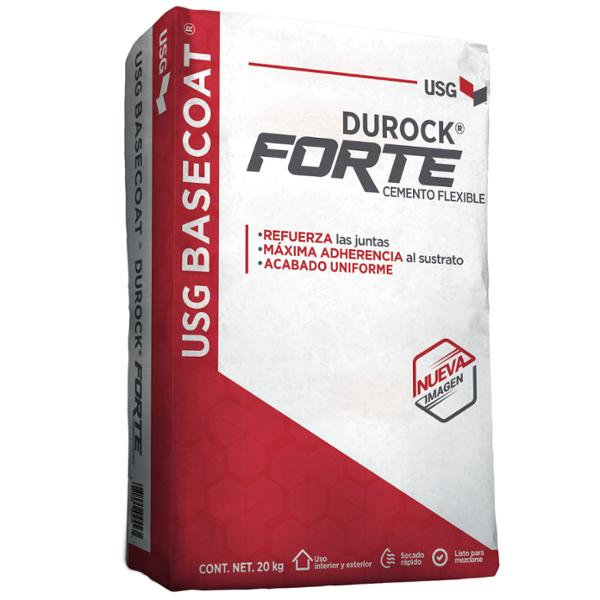 USG
DUROCK®
FORTE
CEMENTO FLEXIBLE
•REFUERZA las juntas
•MÁXIMA ADHERENCIA al sustrato
•ACABADO UNIFORME
NUEVA
IMAGEN
CONT. NET. 20 kg
Uso
interior y exterior
Secado
rápido
Listo para
mezclarse
USG
USG BASECOAT®
USG BASECOAT® DUROCK® FORTE